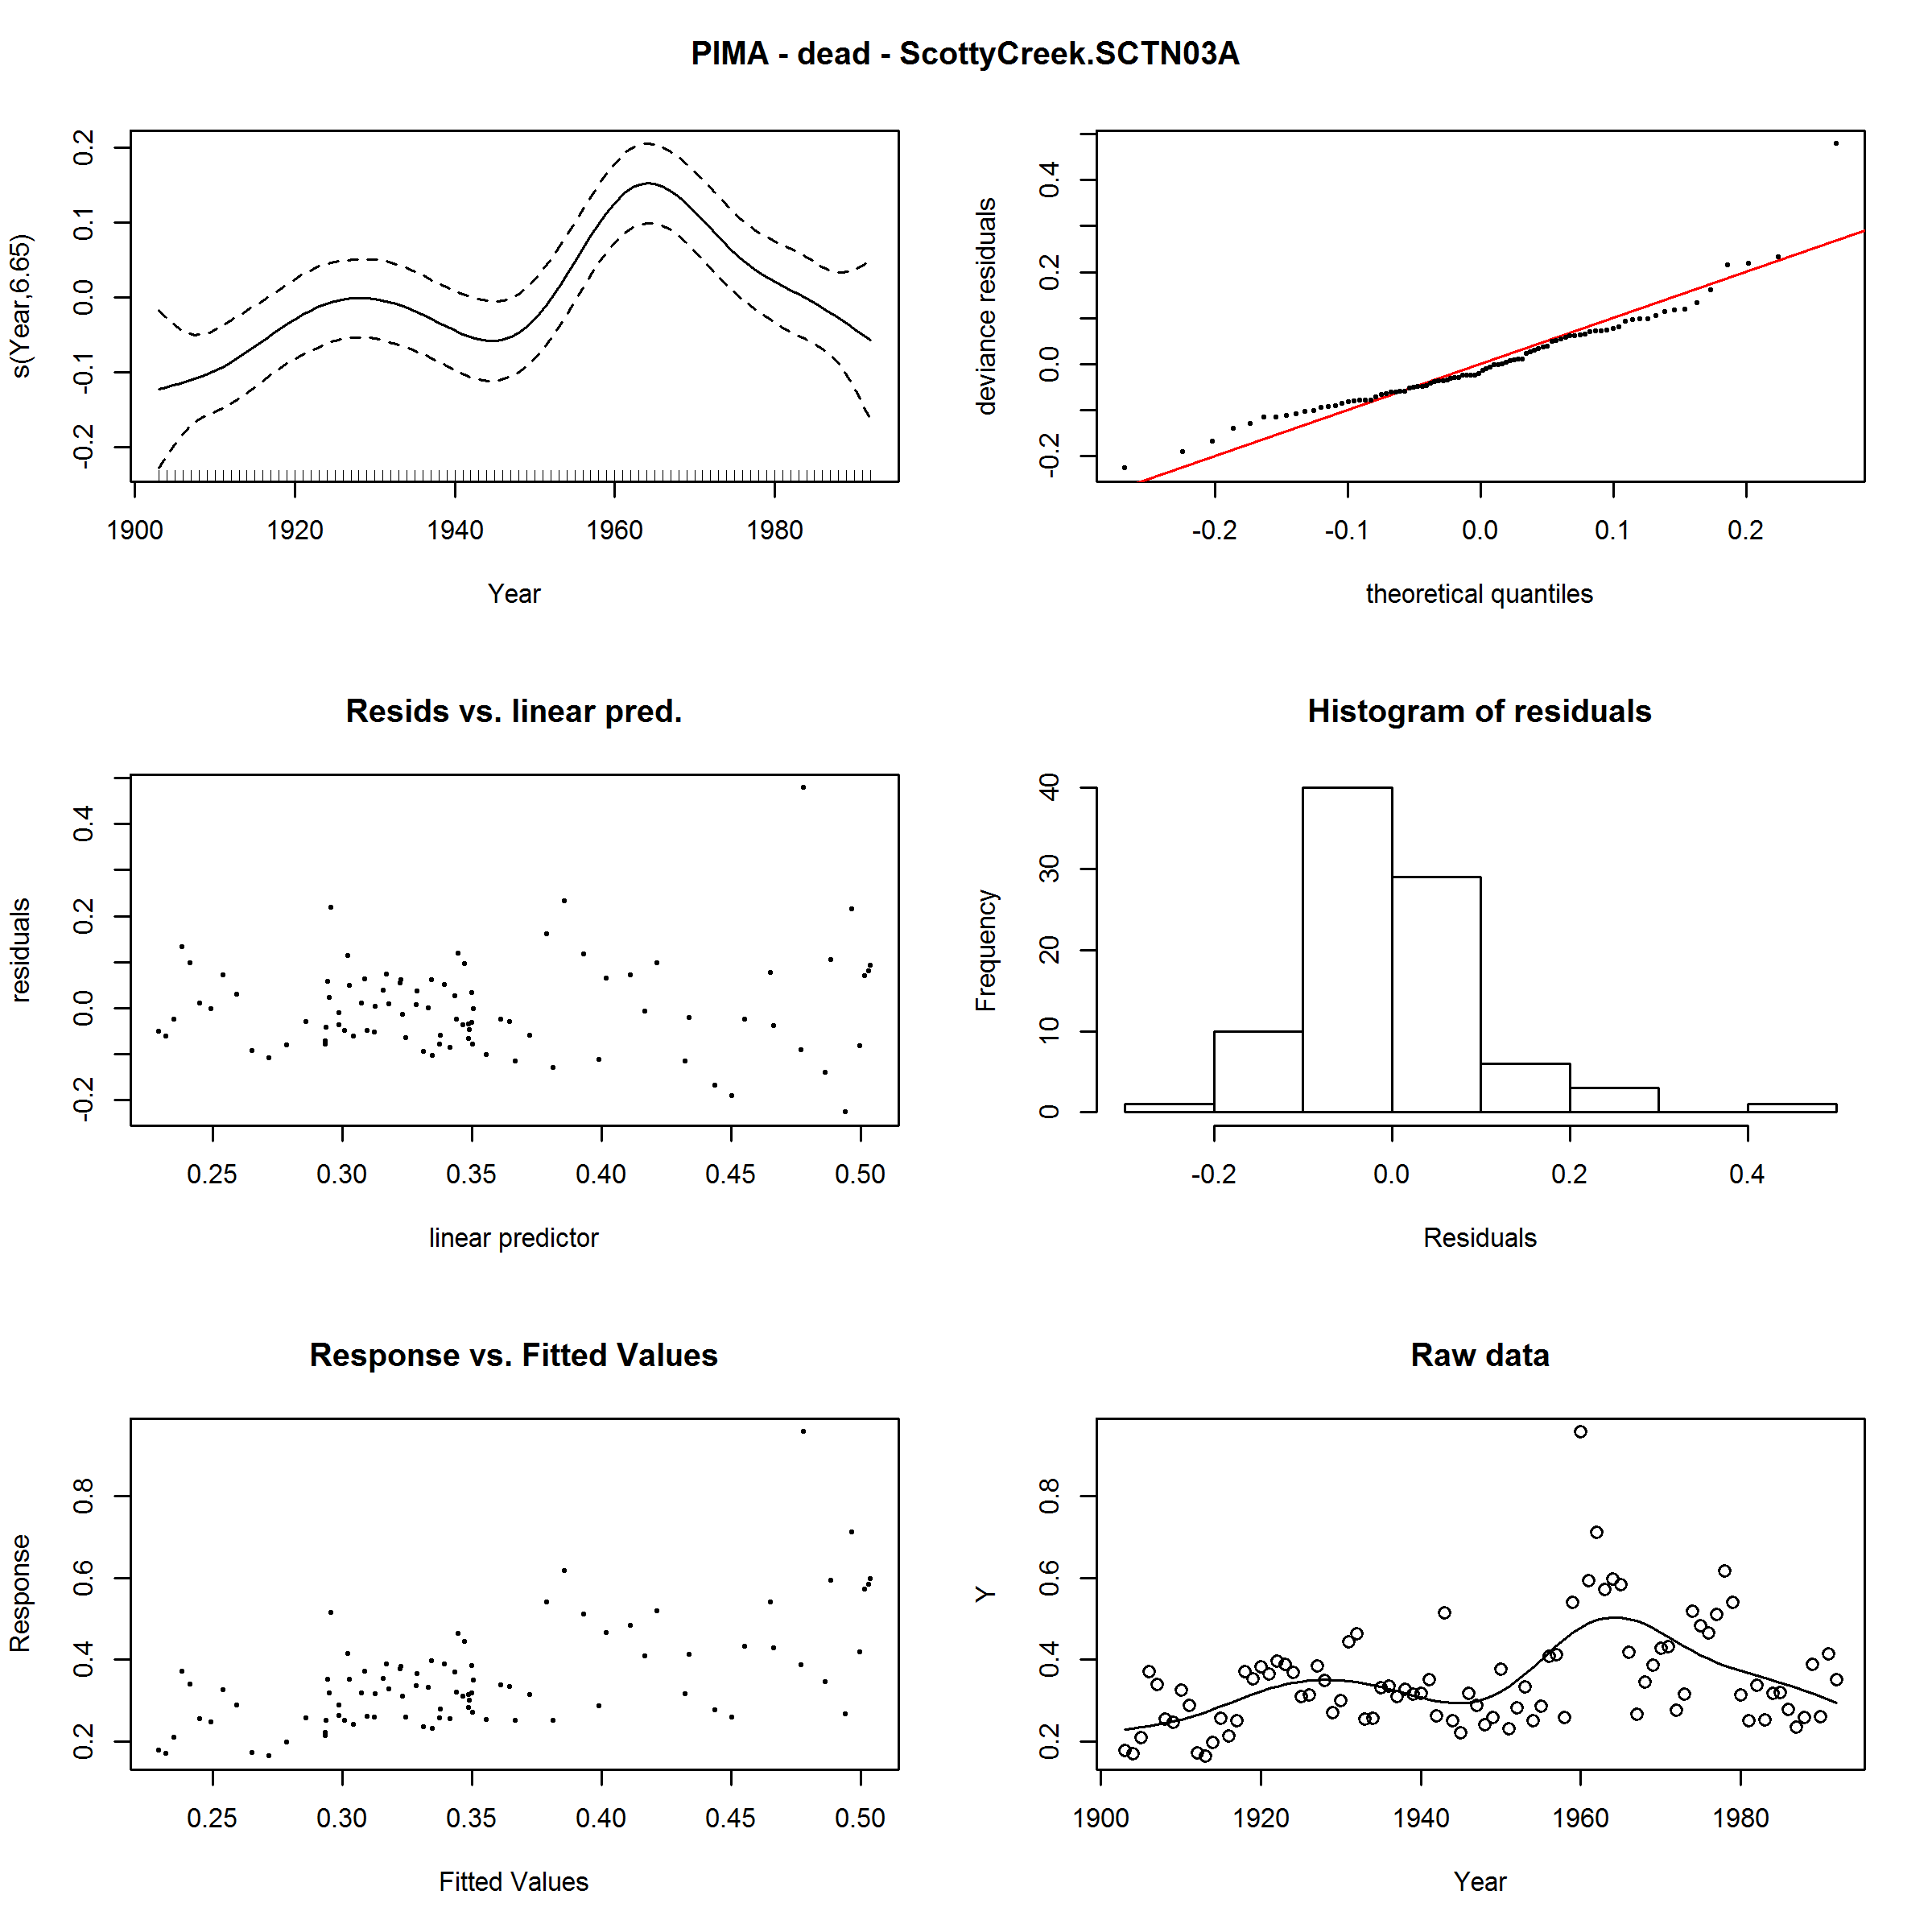 PIMA - dead - ScottyCreek.SCTN03A
s(Year,6.65)
0.2
0.1
0.0
-0.1
-0.2
1900 1920 1940 1960 1980
Year
deviance residuals
0.4
0.2
0.0
-0.2
-0.2 -0.1 0.0 0.1 0.2
theoretical quantiles
Resids vs. linear pred.
residuals
0.4
0.2
0.0
-0.2
0.25 0.30 0.35 0.40 0.45 0.50
linear predictor
Histogram of residuals
Frequency
40
30
20
10
0
-0.2 0.0 0.2 0.4
Residuals
Response vs. Fitted Values
Response
0.8
0.6
0.4
0.2
0.25 0.30 0.35 0.40 0.45 0.50
Fitted Values
Raw data
Y
0.8
0.6
0.4
0.2
1900 1920 1940 1960 1980
Year